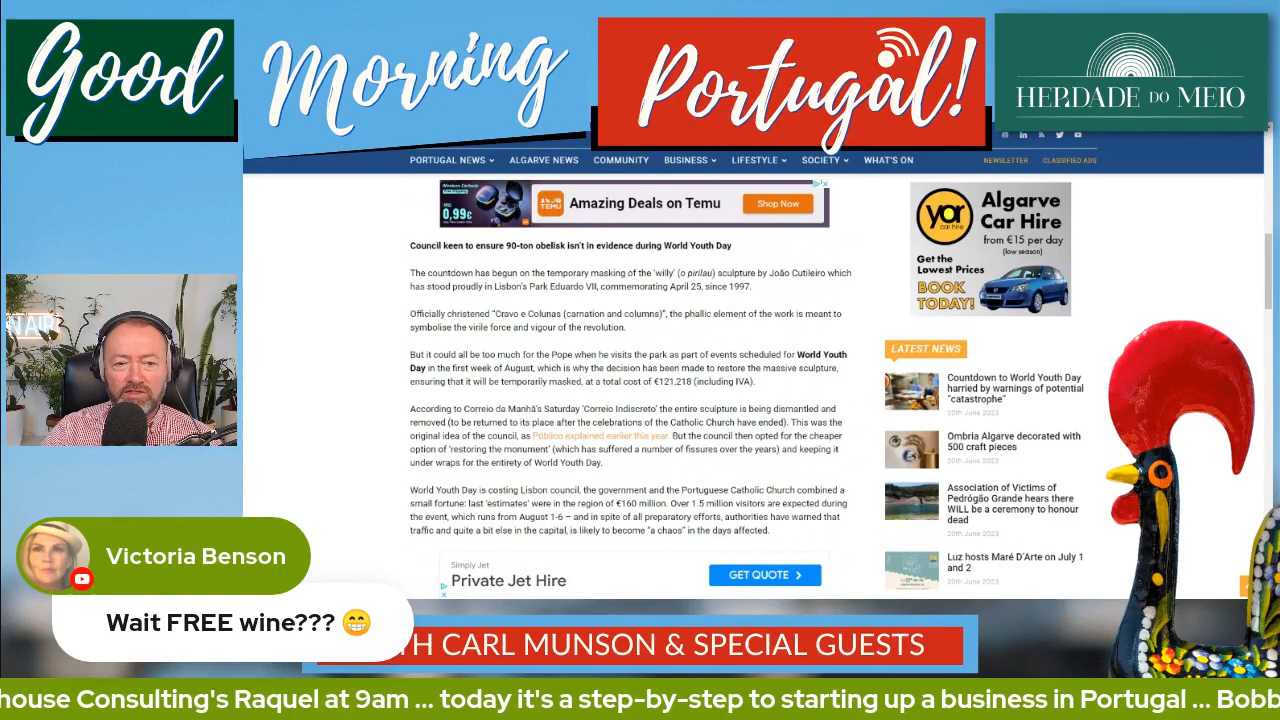 Good
Morning
Portugal!
HERDADE DO MEIO
PORTUGAL NEWS
ALGARVE NEWS
COMMUNITY
BUSINESS
LIFESTYLE
SOCIETY
WHAT'S ON
NEWSLETTER
CLASSIFIED ADS
0,99€
TEMU
Amazing Deals on Temu
Shop Now
Council keen to ensure 90-ton obelisk isn't in evidence during World Youth Day
The countdown has begun on the temporary masking of the 'willy' (o pirilau) sculpture by João Cutileiro which
has stood proudly in Lisbon's Park Eduardo VII, commemorating April 25, since 1997.
Officially christened "Cravo e Colunas (carnation and columns)", the phallic element of the work is meant to
symbolise the virile force and vigour of the revolution.
But it could all be too much for the Pope when he visits the park as part of events scheduled for World Youth
Day in the first week of August, which is why the decision has been made to restore the massive sculpture,
ensuring that it will be temporarily masked, at a total cost of €121,218 (including IVA).
According to Correio da Manhã's Saturday 'Correio Indiscreto' the entire sculpture is being dismantled and
removed (to be returned to its place after the celebrations of the Catholic Church have ended). This was the
original idea of the council, as Público explained earlier this year. But the council then opted for the cheaper
option of 'restoring the monument' (which has suffered a number of fissures over the years) and keeping it
under wraps for the entirety of World Youth Day.
World Youth Day is costing Lisbon council, the government and the Portuguese Catholic Church combined a
small fortune: last 'estimates' were in the region of €160 million. Over 1.5 million visitors are expected during
the event, which runs from August 1-6 – and in spite of all preparatory efforts, authorities have warned that
traffic and quite a bit else in the capital, is likely to become "a chaos" in the days affected.
Simply Jet
Private Jet Hire
GET QUOTE
yor
car hire
Algarve
Car Hire
from €15 per day
(low season)
Get the
Lowest Prices
BOOK
TODAY!
LATEST NEWS
Countdown to World Youth Day
harried by warnings of potential
"catastrophe"
20th June 2023
Ombria Algarve decorated with
500 craft pieces
20th June 2023
Association of Victims of
Pedrógão Grande hears there
WILL be a ceremony to honour
dead
20th June 2023
Luz hosts Maré D'Arte on July 1
and 2
20th June 2023
N AIR
Victoria Benson
Wait FREE wine??? 😁
TH CARL MUNSON & SPECIAL GUESTS
house Consulting's Raquel at 9am ... today it's a step-by-step to starting up a business in Portugal ... Bobb